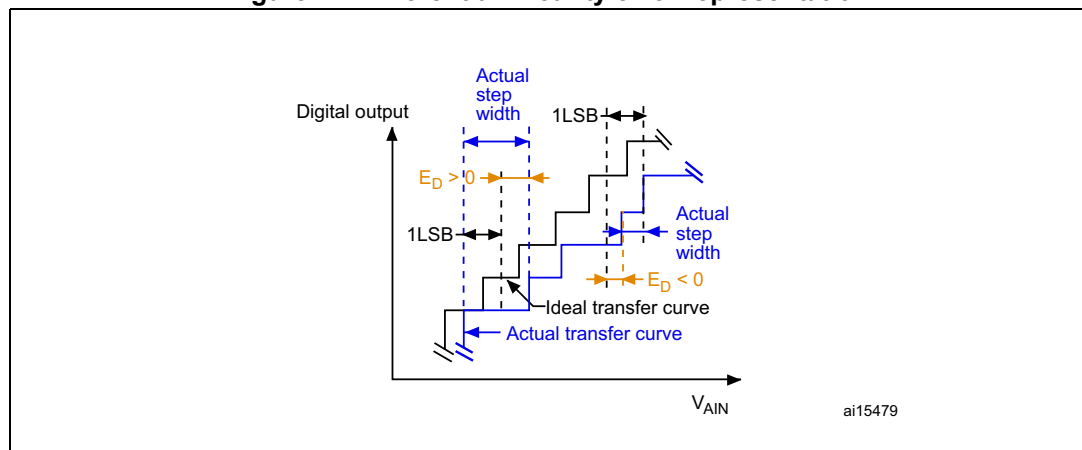 Actual
step
width
Digital output
1LSB
E_D > 0
1LSB
Actual
step
width
E_D < 0
Ideal transfer curve
Actual transfer curve
V_AIN
ai15479